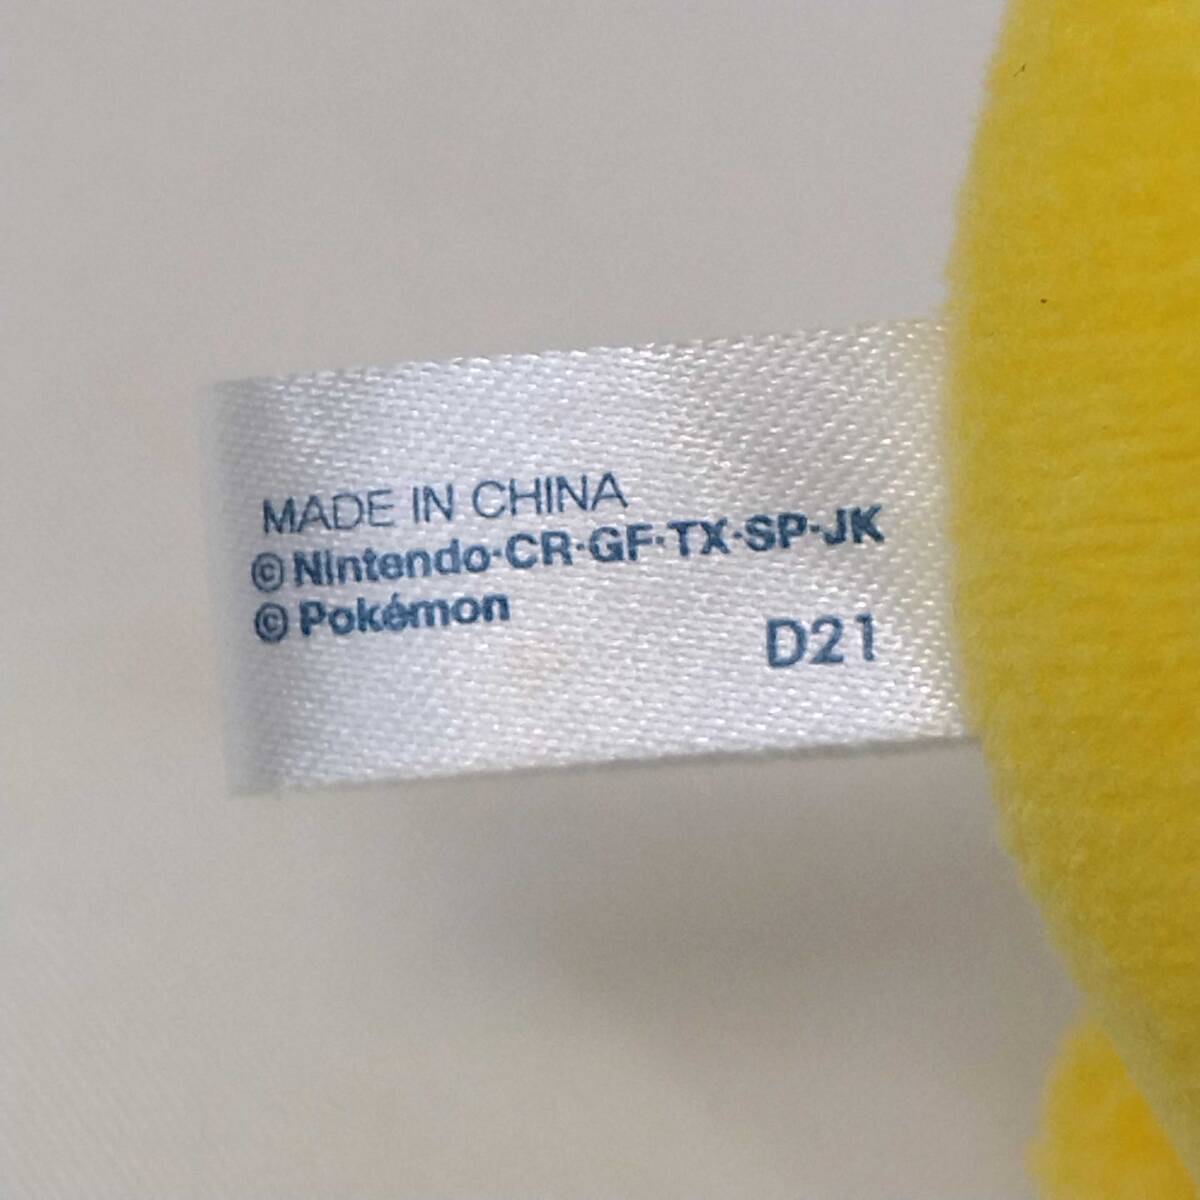 MADE IN CHINA
©Nintendo·CR·GF·TX·SP·JK
©Pokémon
D21